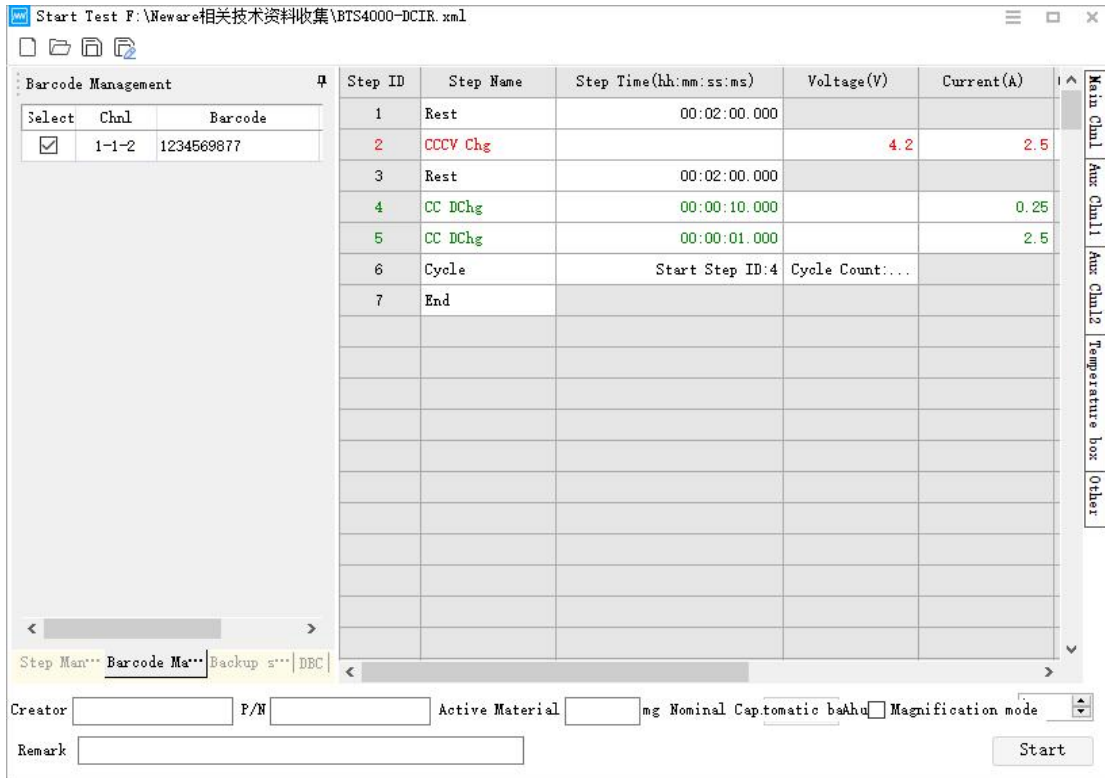 Start Test F:\Neware相关技术资料收集\BTS4000-DCIR.xml
Barcode Management
Select Chnl Barcode
1-1-2 1234569877
Step Man··· Barcode Ma··· Backup s··· DBC
Step ID Step Name Step Time(hh:mm:ss:ms) Voltage(V) Current(A)
1 Rest 00:02:00.000
2 CCCV Chg 4.2 2.5
3 Rest 00:02:00.000
4 CC DChg 00:00:10.000 0.25
5 CC DChg 00:00:01.000 2.5
6 Cycle Start Step ID:4 Cycle Count:...
7 End
Main Chnl
Aux Chnl1
Aux Chnl2
Temperature box
Other
Creator P/N Active Material mg Nominal Cap.tomatic baAhu Magnification mode
Remark Start